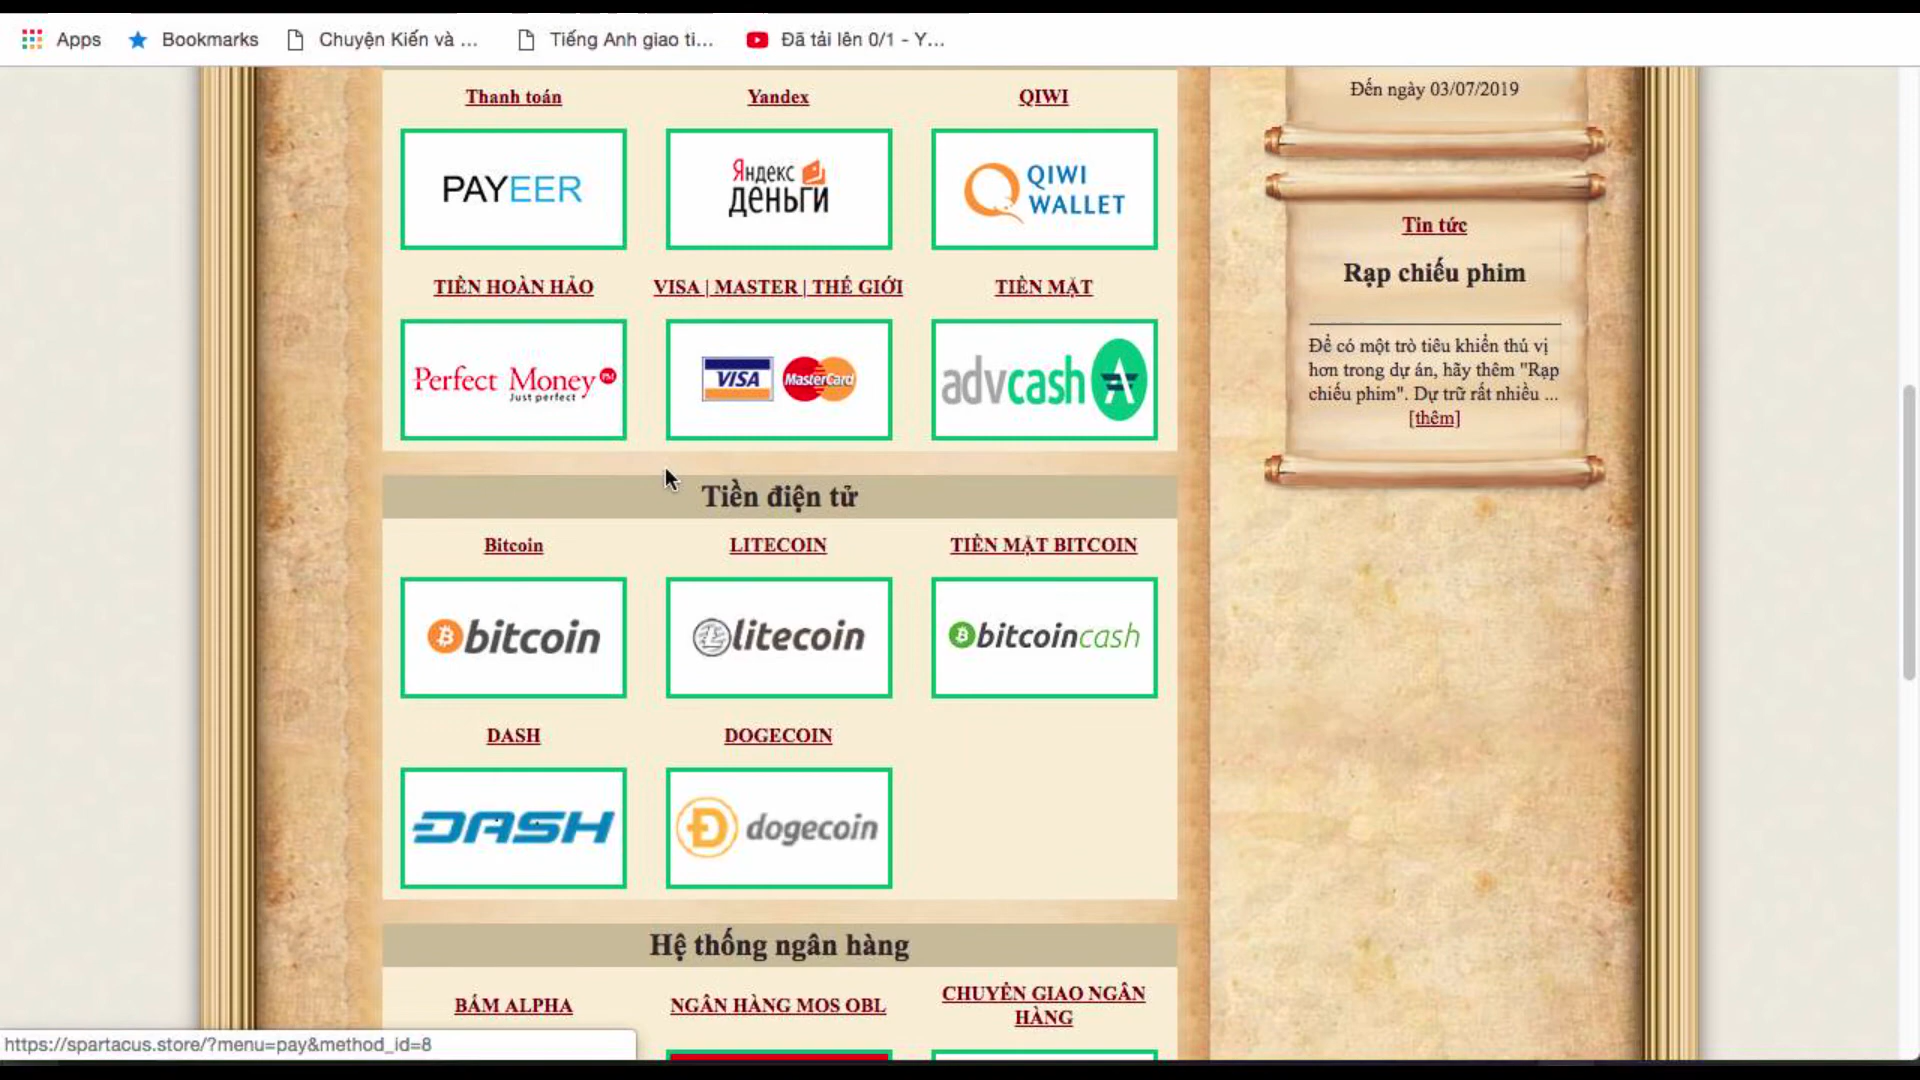 Apps
Bookmarks
Chuyện Kiến và ...
Tiếng Anh giao ti...
Đã tải lên 0/1 - Y...
Thanh toán
Yandex
QIWI
PAYEER
Яндекс
деньги
QIWI
WALLET
TIỀN HOÀN HẢO
VISA | MASTER | THẾ GIỚI
TIỀN MẶT
Perfect Money PM
Just perfect
VISA
MasterCard
advcash
Tiền điện tử
Bitcoin
LITECOIN
TIỀN MẶT BITCOIN
bitcoin
litecoin
bitcoincash
DASH
DOGECOIN
DASH
dogecoin
Hệ thống ngân hàng
BẤM ALPHA
NGÂN HÀNG MOS OBL
CHUYỂN GIAO NGÂN
HÀNG
Đến ngày 03/07/2019
Tin tức
Rạp chiếu phim
Để có một trò tiêu khiển thú vị
hơn trong dự án, hãy thêm "Rạp
chiếu phim". Dự trữ rất nhiều ...
[thêm]
https://spartacus.store/?menu=pay&method_id=8